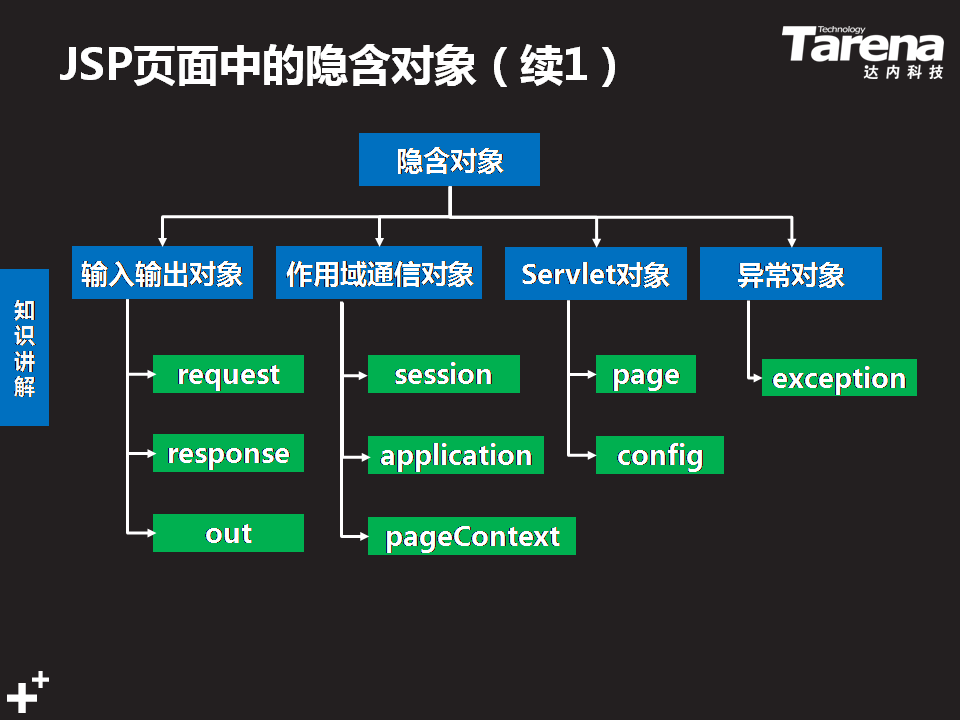 JSP页面中的隐含对象（续1）
Technology
Tarena
达内科技
隐含对象
输入输出对象
作用域通信对象
Servlet对象
异常对象
知识讲解
request
session
page
exception
response
application
config
out
pageContext